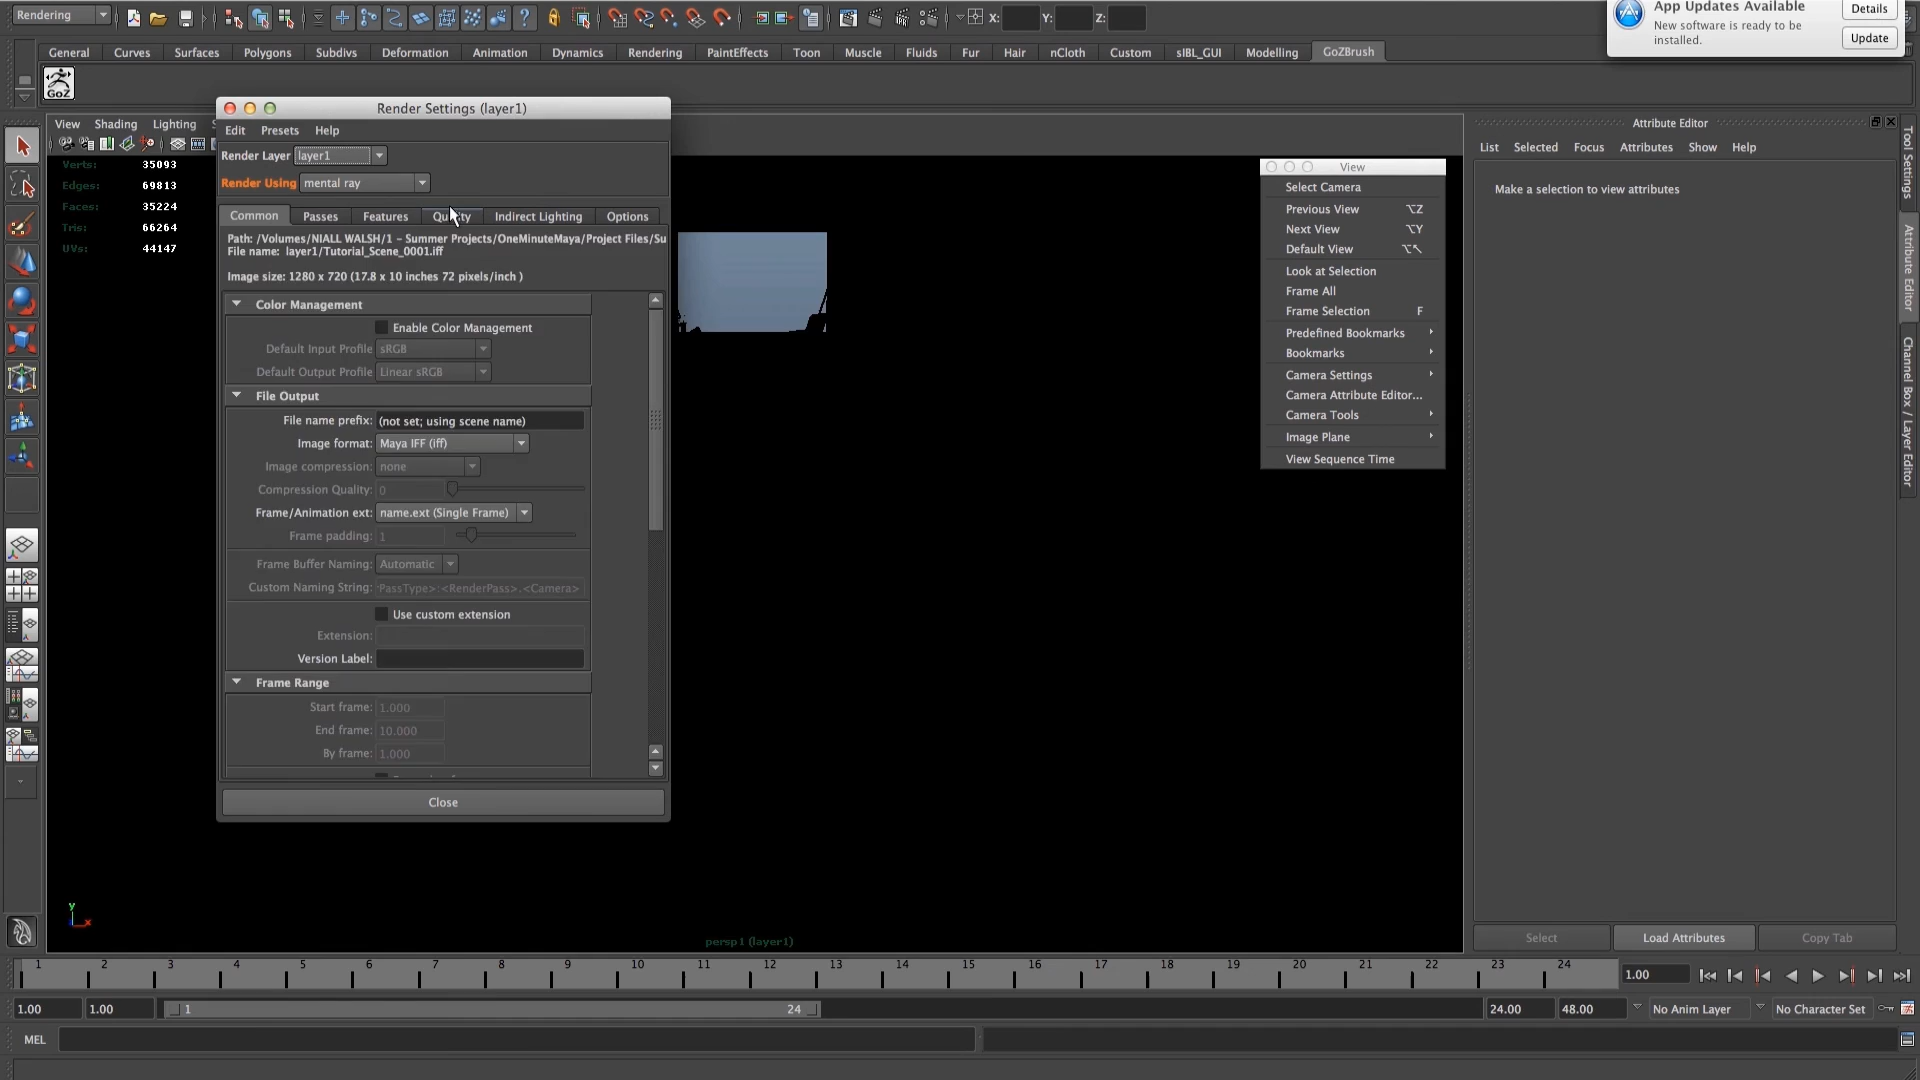 Rendering
X:
Y:
Z:
App Updates Available
New software is ready to be
installed.
Details
Update
General Curves Surfaces Polygons Subdivs Deformation Animation Dynamics Rendering PaintEffects Toon Muscle Fluids Fur Hair nCloth Custom sIBL_GUI Modelling GoZBrush
GoZ
View Shading Lighting
Verts: 35093
Edges: 69813
Faces: 35224
Tris: 66264
UVs: 44147
Render Settings (layer1)
Edit Presets Help
Render Layer layer1
Render Using mental ray
Common Passes Features Quality Indirect Lighting Options
Path: /Volumes/NIALL WALSH/1 - Summer Projects/OneMinuteMaya/Project Files/Su
File name: layer1/Tutorial_Scene_0001.iff
Image size: 1280 x 720 (17.8 x 10 inches 72 pixels/inch )
Color Management
Enable Color Management
Default Input Profile sRGB
Default Output Profile Linear sRGB
File Output
File name prefix: (not set; using scene name)
Image format: Maya IFF (iff)
Image compression: none
Compression Quality: 0
Frame/Animation ext: name.ext (Single Frame)
Frame padding: 1
Frame Buffer Naming: Automatic
Custom Naming String: PassType>:<RenderPass>.<Camera>
Use custom extension
Extension:
Version Label:
Frame Range
Start frame: 1.000
End frame: 10.000
By frame: 1.000
Close
View
Select Camera
Previous View ⌥Z
Next View ⌥Y
Default View ⌥↖
Look at Selection
Frame All
Frame Selection F
Predefined Bookmarks
Bookmarks
Camera Settings
Camera Attribute Editor...
Camera Tools
Image Plane
View Sequence Time
Attribute Editor
List Selected Focus Attributes Show Help
Make a selection to view attributes
Tool Settings
Attribute Editor
Channel Box / Layer Editor
Select Load Attributes Copy Tab
y
x
persp1 (layer1)
1 2 3 4 5 6 7 8 9 10 11 12 13 14 15 16 17 18 19 20 21 22 23 24
1.00
1.00 1.00 1 24 24.00 48.00 No Anim Layer No Character Set
MEL